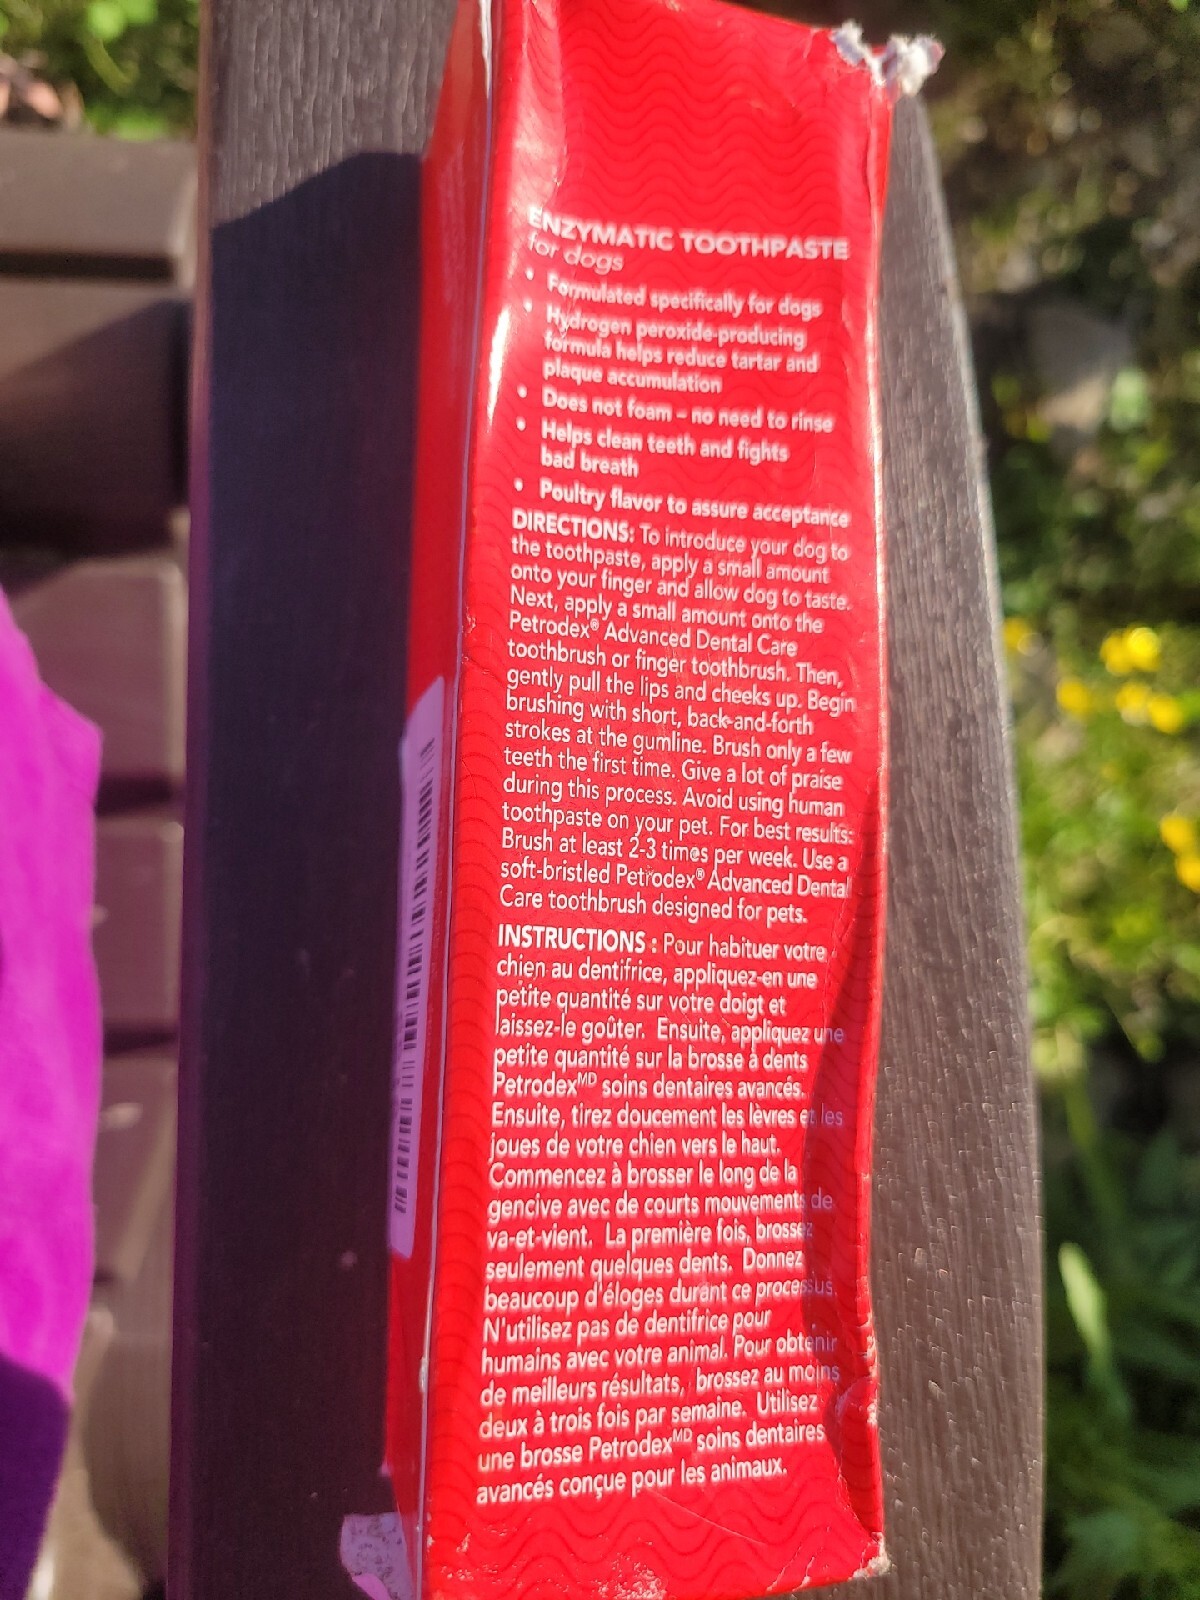 ENZYMATIC TOOTHPASTE
for dogs
• Formulated specifically for dogs
• Hydrogen peroxide-producing
formula helps reduce tartar and
plaque accumulation
• Does not foam – no need to rinse
• Helps clean teeth and fights
bad breath
• Poultry flavor to assure acceptance
DIRECTIONS: To introduce your dog to
the toothpaste, apply a small amount
onto your finger and allow dog to taste.
Next, apply a small amount onto the
Petrodex® Advanced Dental Care
toothbrush or finger toothbrush. Then,
gently pull the lips and cheeks up. Begin
brushing with short, back-and-forth
strokes at the gumline. Brush only a few
teeth the first time. Give a lot of praise
during this process. Avoid using human
toothpaste on your pet. For best results:
Brush at least 2-3 times per week. Use a
soft-bristled Petrodex® Advanced Dental
Care toothbrush designed for pets.
INSTRUCTIONS : Pour habituer votre
chien au dentifrice, appliquez-en une
petite quantité sur votre doigt et
laissez-le goûter. Ensuite, appliquez une
petite quantité sur la brosse à dents
Petrodex MD soins dentaires avancés.
Ensuite, tirez doucement les lèvres et les
joues de votre chien vers le haut.
Commencez à brosser le long de la
gencive avec de courts mouvements de
va-et-vient. La première fois, brossez
seulement quelques dents. Donnez
beaucoup d'éloges durant ce processus.
N'utilisez pas de dentifrice pour
humains avec votre animal. Pour obtenir
de meilleurs résultats, brossez au moins
deux à trois fois par semaine. Utilisez
une brosse Petrodex MD soins dentaires
avancés conçue pour les animaux.